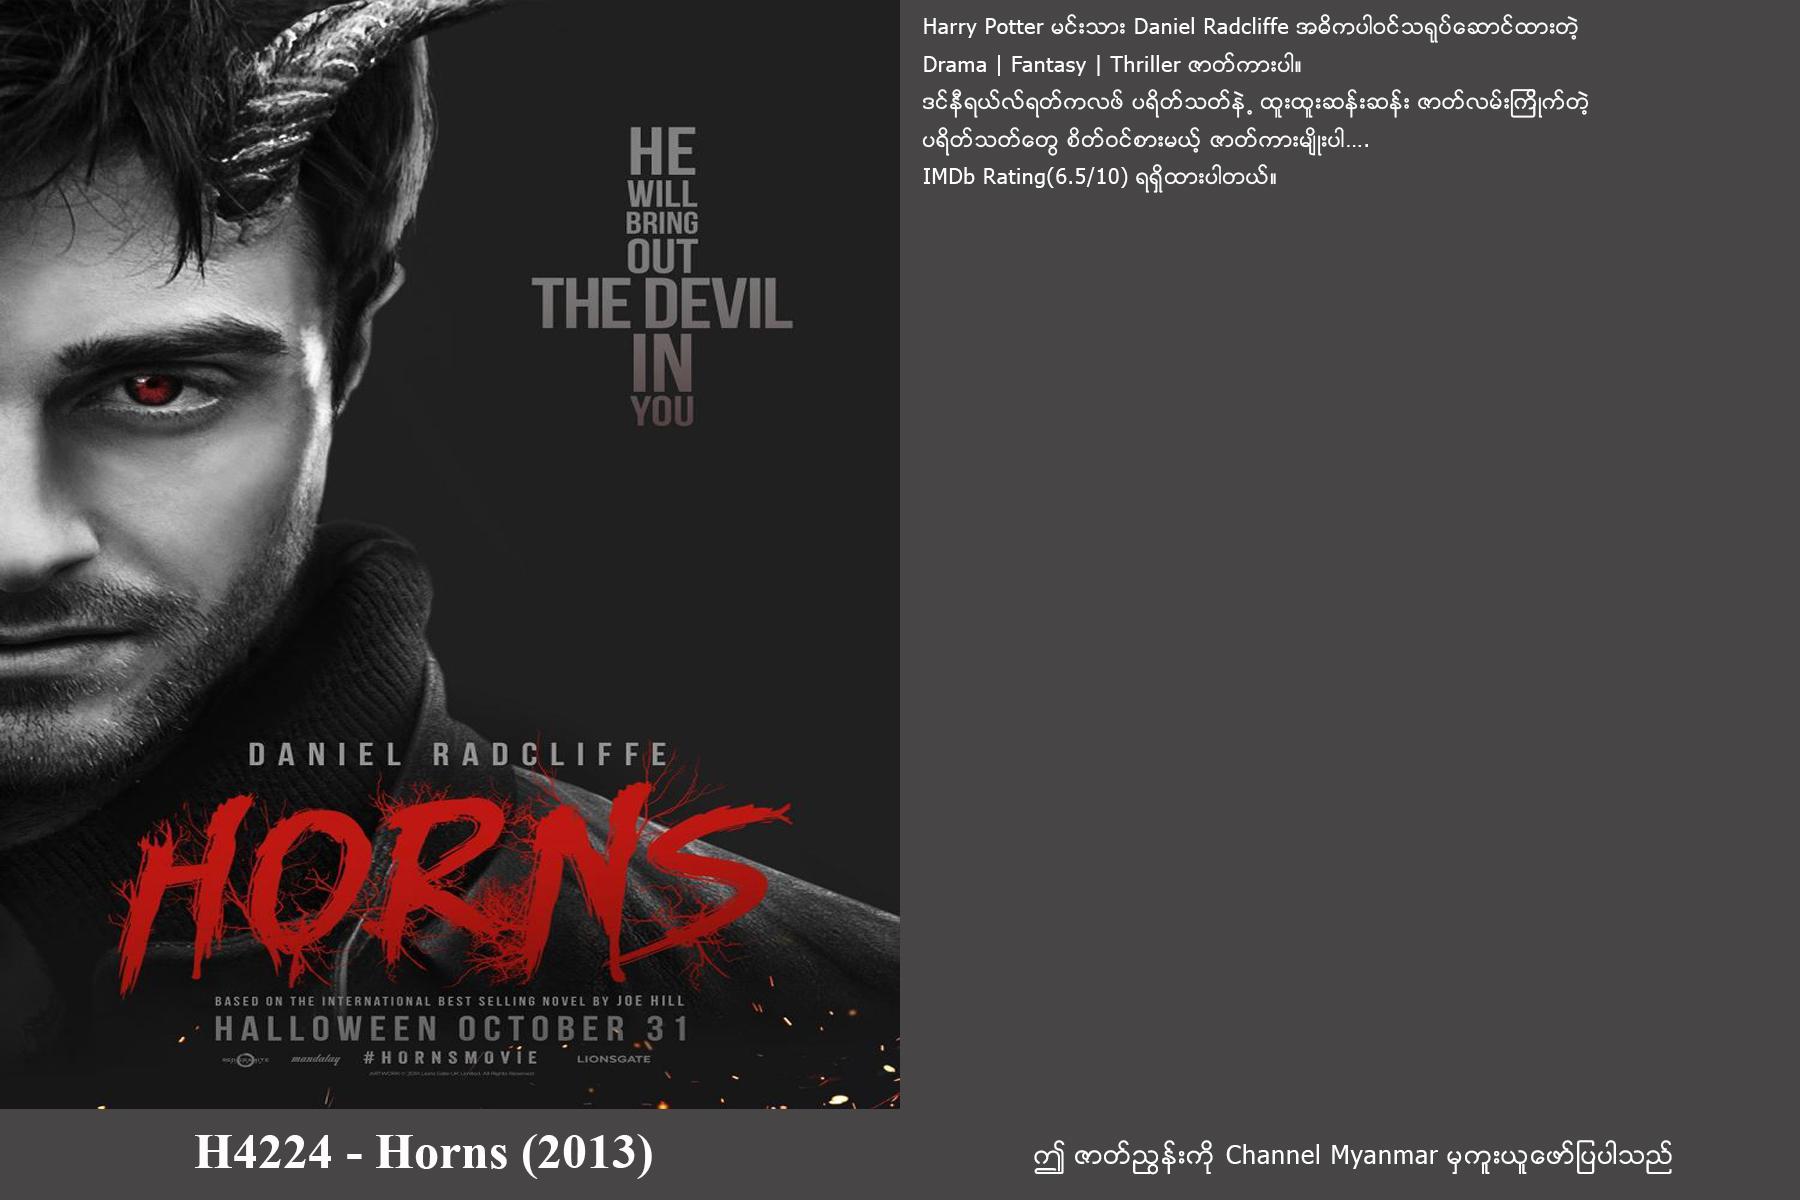 HE
WILL
BRING
OUT
THE DEVIL
IN
YOU
DANIEL RADCLIFFE
HORNS
BASED ON THE INTERNATIONAL BEST SELLING NOVEL BY JOE HILL
HALLOWEEN OCTOBER 31
mandalay #HORNSMOVIE LIONSGATE
H4224 - Horns (2013)
Harry Potter မင်းသား Daniel Radcliffe အဓိကပါဝင်သရုပ်ဆောင်ထားတဲ့
Drama | Fantasy | Thriller ဇာတ်ကားပါ။
ဒင်နီရယ်လ်ရတ်ကလဖ် ပရိတ်သတ်နဲ့ ထူးထူးဆန်းဆန်း ဇာတ်လမ်းကြိုက်တဲ့
ပရိတ်သတ်တွေ စိတ်ဝင်စားမယ့် ဇာတ်ကားမျိုးပါ....
IMDb Rating(6.5/10) ရရှိထားပါတယ်။
ဤ ဇာတ်ညွှန်းကို Channel Myanmar မှကူးယူဖော်ပြပါသည်